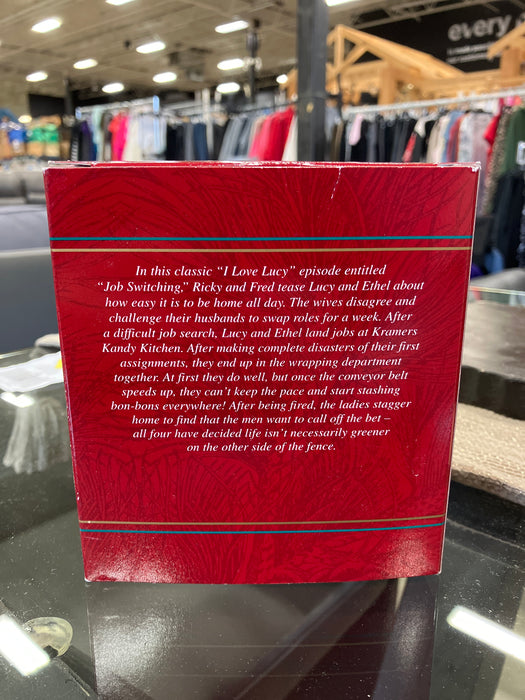 every
In this classic “I Love Lucy” episode entitled
“Job Switching,” Ricky and Fred tease Lucy and Ethel about
how easy it is to be home all day. The wives disagree and
challenge their husbands to swap roles for a week. After
a difficult job search, Lucy and Ethel land jobs at Kramers
Kandy Kitchen. After making complete disasters of their first
assignments, they end up in the wrapping department
together. At first they do well, but once the conveyor belt
speeds up, they can’t keep the pace and start stashing
bon-bons everywhere! After being fired, the ladies stagger
home to find that the men want to call off the bet –
all four have decided life isn’t necessarily greener
on the other side of the fence.